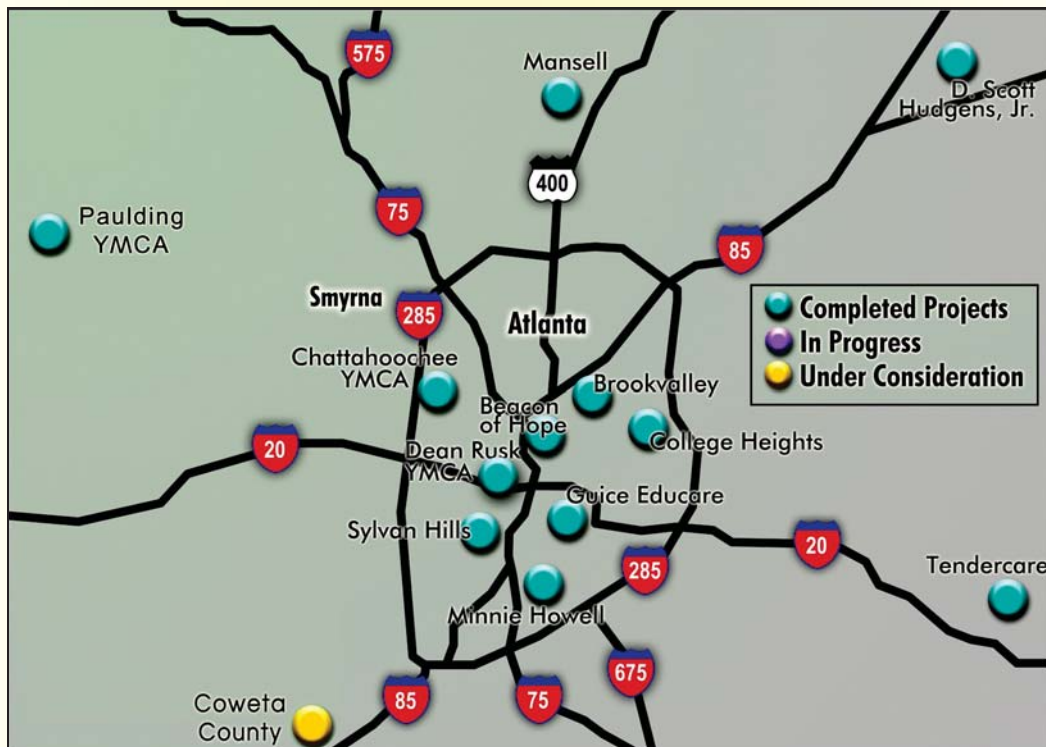 575
Mansell
D. Scott
Hudgens, Jr.
400
75
Paulding
YMCA
85
Smyrna
285
Atlanta
Completed Projects
In Progress
Under Consideration
Chattahoochee
YMCA
Brookvalley
Beacon
of Hope
College Heights
20
Dean Rusk
YMCA
Guice Educare
Sylvan Hills
20
285
Tendercare
Minnie Howell
675
85
75
Coweta
County